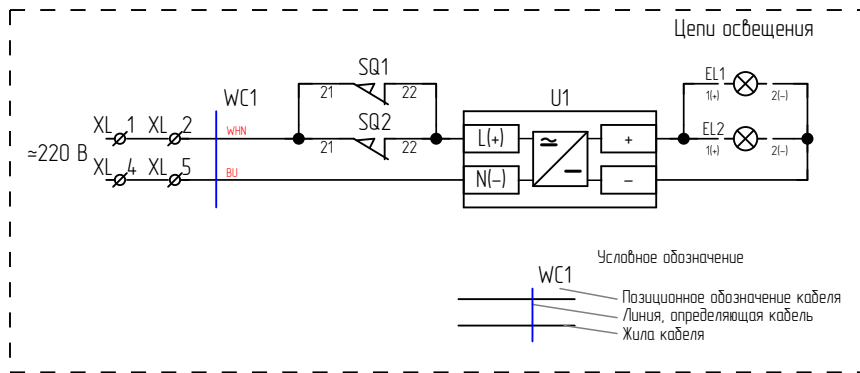 Цепи освещения
SQ1
EL1
WC1
21
22
U1
1(+)
2(-)
XL 1
XL 2
WHN
SQ2
L(+)
+
EL2
21
22
1(+)
2(-)
≂220 В
XL 4
XL 5
BU
N(-)
-
Условное обозначение
WC1
Позиционное обозначение кабеля
Линия, определяющая кабель
Жила кабеля